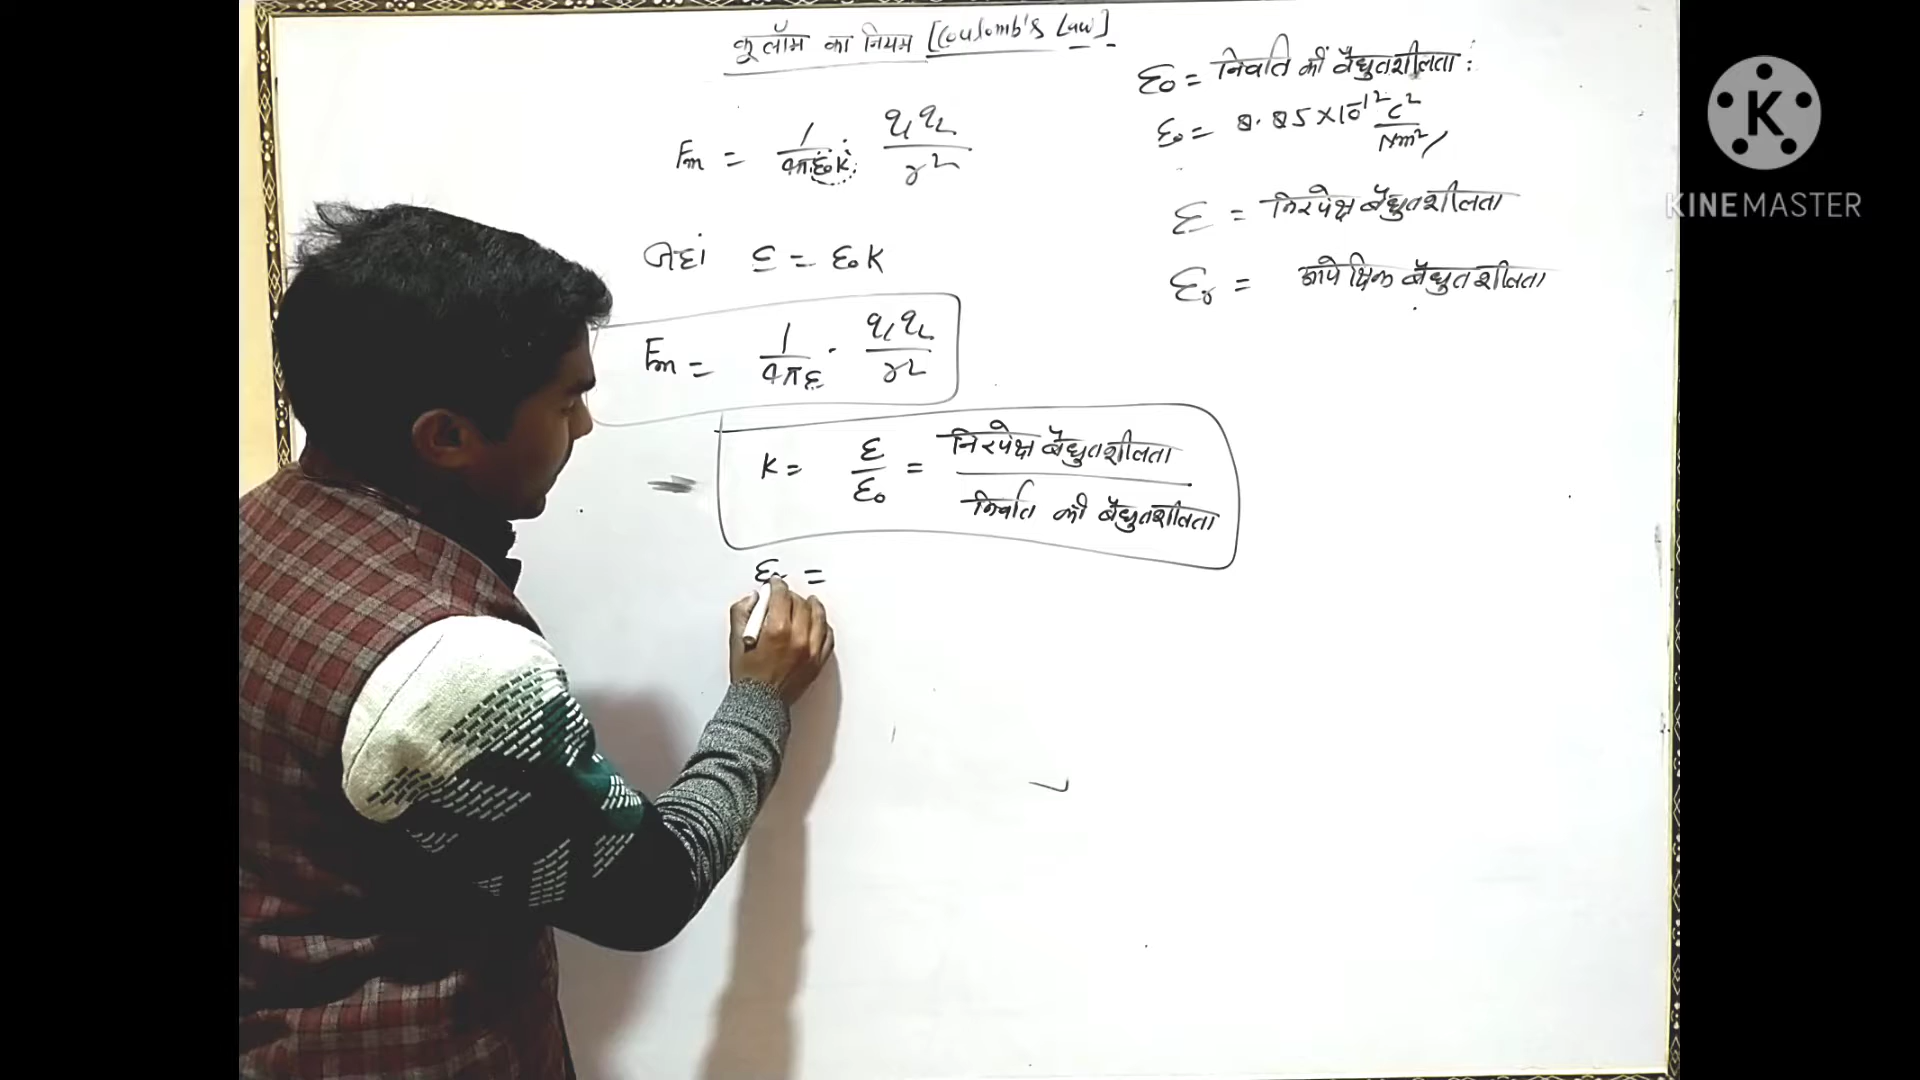 कूलॉम का नियम [Coulomb's Law]
Fm = 1/4πε₀k · q₁q₂/r²
जहां ε = ε₀k
Fm = 1/4πε · q₁q₂/r²
k = ε/ε₀ = निरपेक्ष वैधुतशीलता / निर्वात की वैधुतशीलता
εr =
ε₀ = निर्वात की वैधुतशीलता :
ε₀ = 8.85×10⁻¹² C²/Nm²
ε = निरपेक्ष वैधुतशीलता
εr = आपेक्षिक वैधुतशीलता
K
KINEMASTER